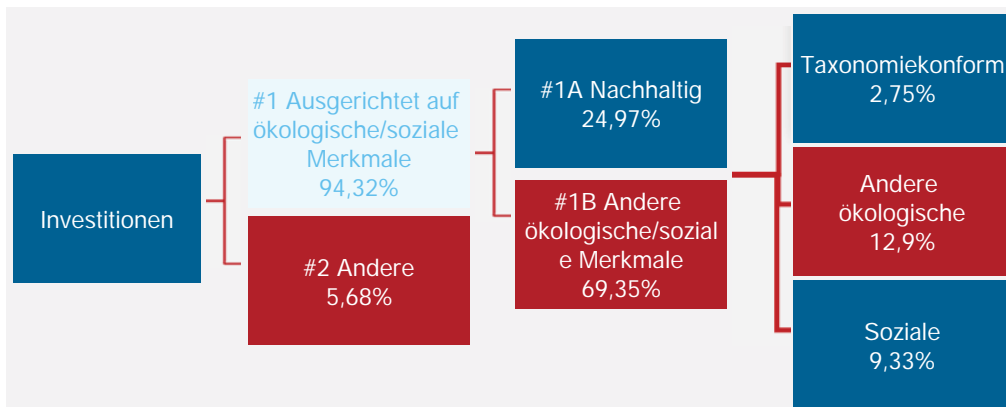 Investitionen
#1 Ausgerichtet auf
ökologische/soziale
Merkmale
94,32%
#2 Andere
5,68%
#1A Nachhaltig
24,97%
#1B Andere
ökologische/sozial
e Merkmale
69,35%
Taxonomiekonform
2,75%
Andere
ökologische
12,9%
Soziale
9,33%